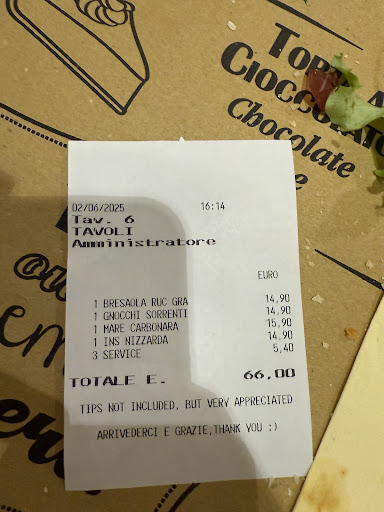 CIOCCOLATO
Chocolate
02/06/2025 16:14
Tav. 6
TAVOLI
Amministratore
EURO
1 BRESAOLA RUC GRA 14,90
1 GNOCCHI SORRENTI 14,90
1 MARE CARBONARA 15,90
1 INS NIZZARDA 14,90
3 SERVICE 5,40
TOTALE E. 66,00
TIPS NOT INCLUDED, BUT VERY APPRECIATED
ARRIVEDERCI E GRAZIE,THANK YOU :)